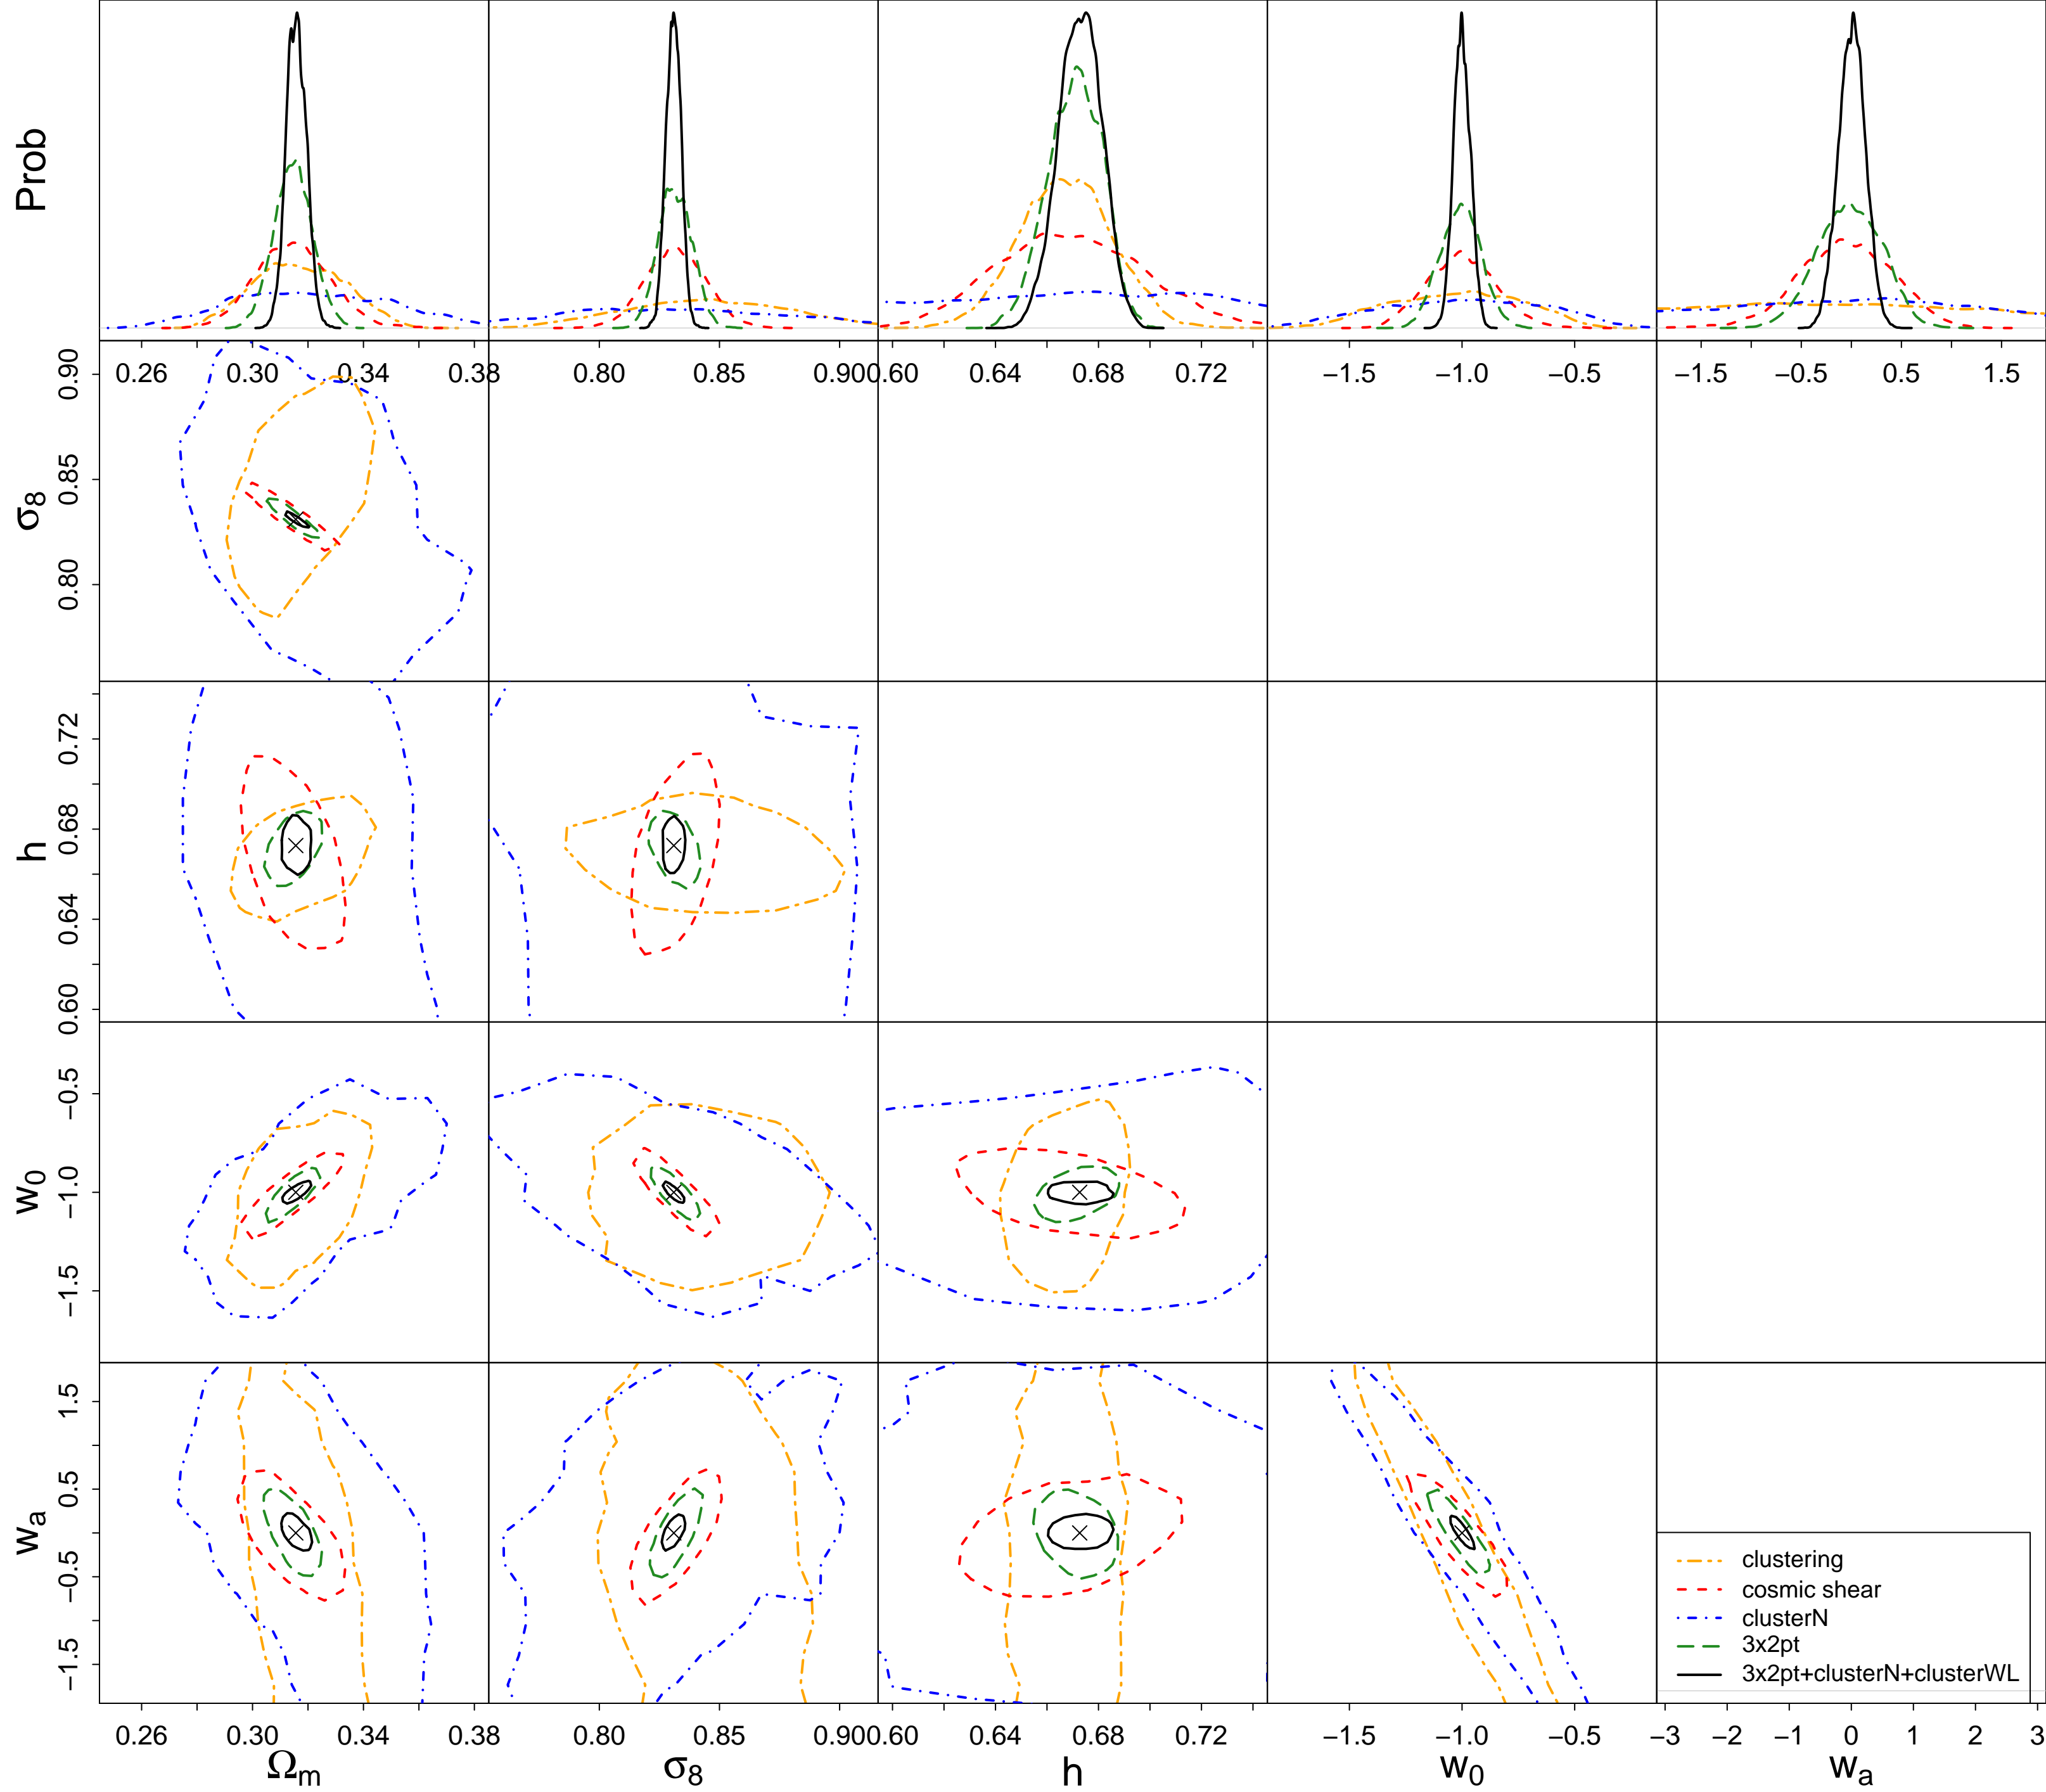 Prob
0.26 0.30 0.34 0.38 0.80 0.85 0.900 0.60 0.64 0.68 0.72 −1.5 −1.0 −0.5 −1.5 −0.5 0.5 1.5
σ8
0.90
0.85
0.80
h
0.72
0.68
0.64
0.60
w0
−0.5
−1.0
−1.5
wa
1.5
0.5
−0.5
−1.5
clustering
cosmic shear
clusterN
3x2pt
3x2pt+clusterN+clusterWL
0.26 0.30 0.34 0.38 0.80 0.85 0.900 0.60 0.64 0.68 0.72 −1.5 −1.0 −0.5 −3 −2 −1 0 1 2 3
Ωm σ8 h w0 wa